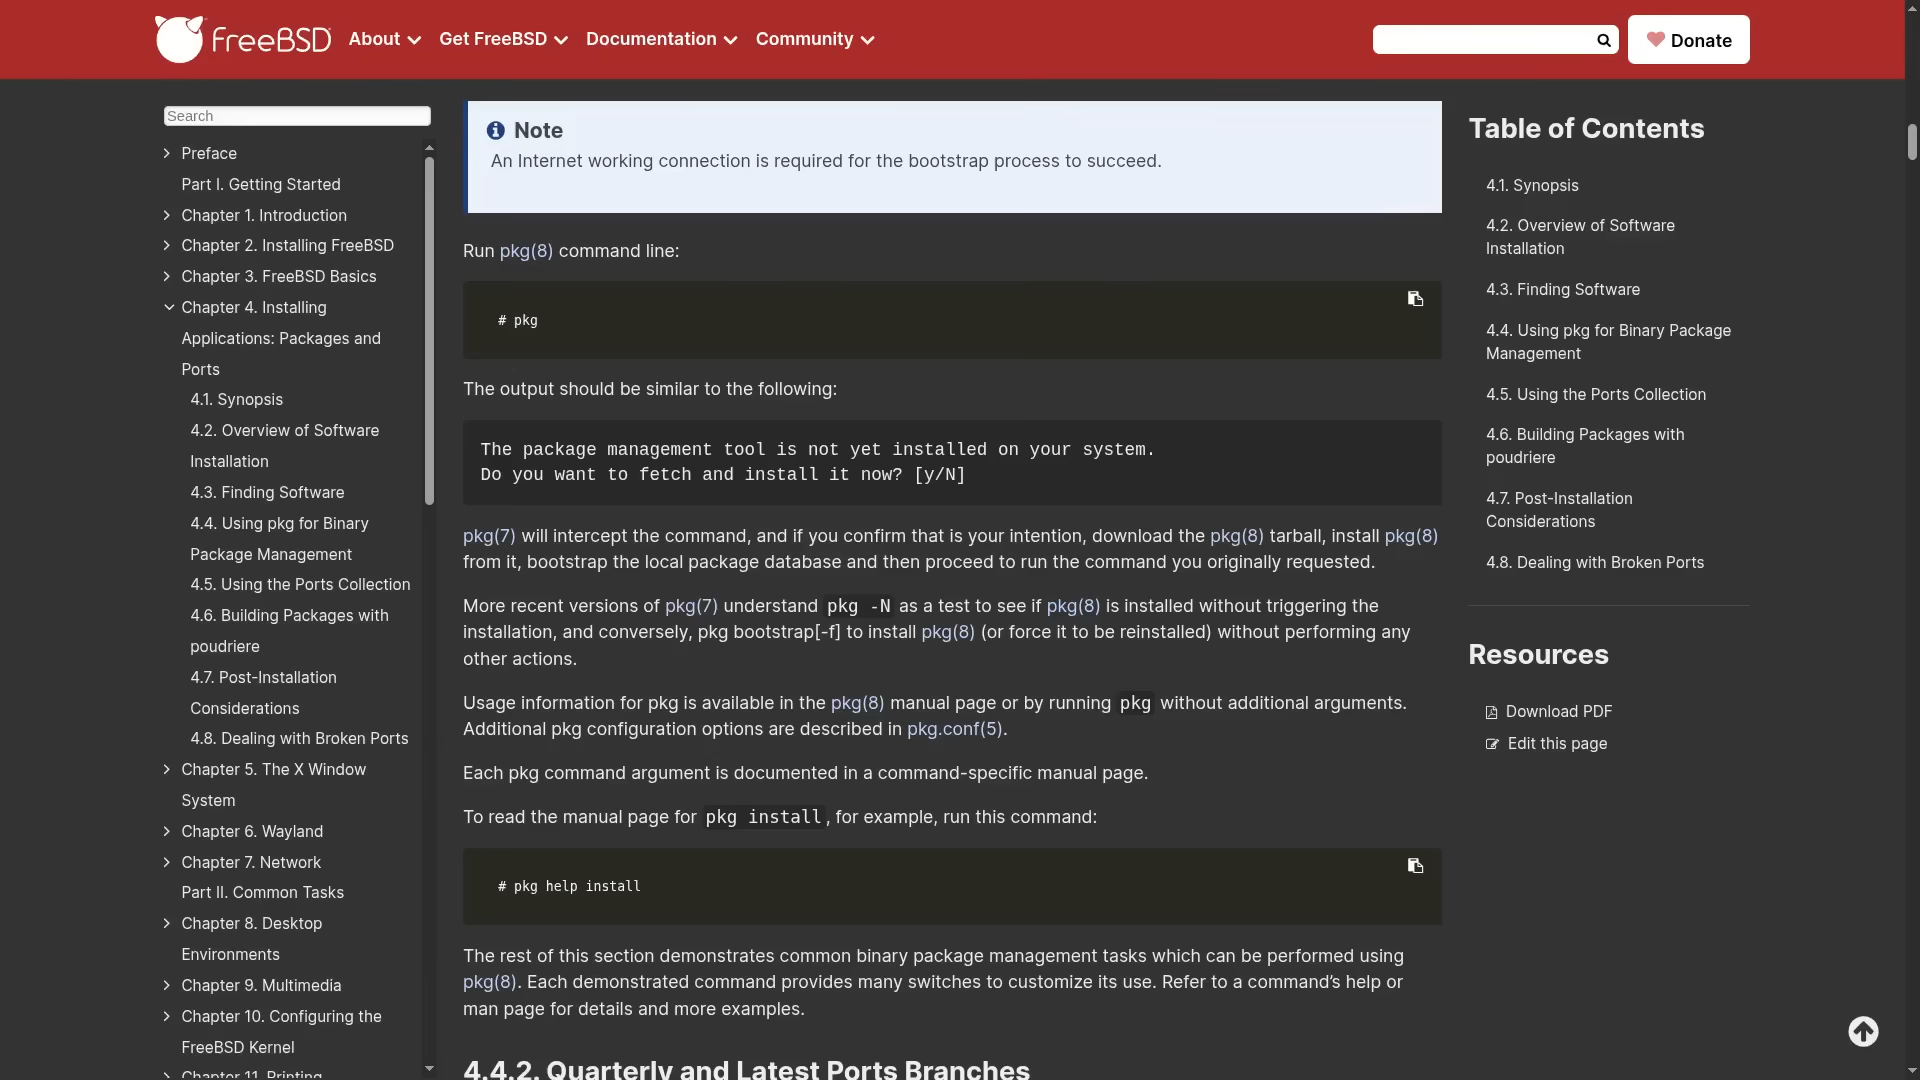 FreeBSD
About
Get FreeBSD
Documentation
Community
Donate
Search
Preface
Part I. Getting Started
Chapter 1. Introduction
Chapter 2. Installing FreeBSD
Chapter 3. FreeBSD Basics
Chapter 4. Installing
Applications: Packages and
Ports
4.1. Synopsis
4.2. Overview of Software
Installation
4.3. Finding Software
4.4. Using pkg for Binary
Package Management
4.5. Using the Ports Collection
4.6. Building Packages with
poudriere
4.7. Post-Installation
Considerations
4.8. Dealing with Broken Ports
Chapter 5. The X Window
System
Chapter 6. Wayland
Chapter 7. Network
Part II. Common Tasks
Chapter 8. Desktop
Environments
Chapter 9. Multimedia
Chapter 10. Configuring the
FreeBSD Kernel
Chapter 11. Printing
Note
An Internet working connection is required for the bootstrap process to succeed.
Run pkg(8) command line:
# pkg
The output should be similar to the following:
The package management tool is not yet installed on your system.
Do you want to fetch and install it now? [y/N]
pkg(7) will intercept the command, and if you confirm that is your intention, download the pkg(8) tarball, install pkg(8)
from it, bootstrap the local package database and then proceed to run the command you originally requested.
More recent versions of pkg(7) understand pkg -N as a test to see if pkg(8) is installed without triggering the
installation, and conversely, pkg bootstrap[-f] to install pkg(8) (or force it to be reinstalled) without performing any
other actions.
Usage information for pkg is available in the pkg(8) manual page or by running pkg without additional arguments.
Additional pkg configuration options are described in pkg.conf(5).
Each pkg command argument is documented in a command-specific manual page.
To read the manual page for pkg install, for example, run this command:
# pkg help install
The rest of this section demonstrates common binary package management tasks which can be performed using
pkg(8). Each demonstrated command provides many switches to customize its use. Refer to a command’s help or
man page for details and more examples.
4.4.2. Quarterly and Latest Ports Branches
Table of Contents
4.1. Synopsis
4.2. Overview of Software
Installation
4.3. Finding Software
4.4. Using pkg for Binary Package
Management
4.5. Using the Ports Collection
4.6. Building Packages with
poudriere
4.7. Post-Installation
Considerations
4.8. Dealing with Broken Ports
Resources
Download PDF
Edit this page